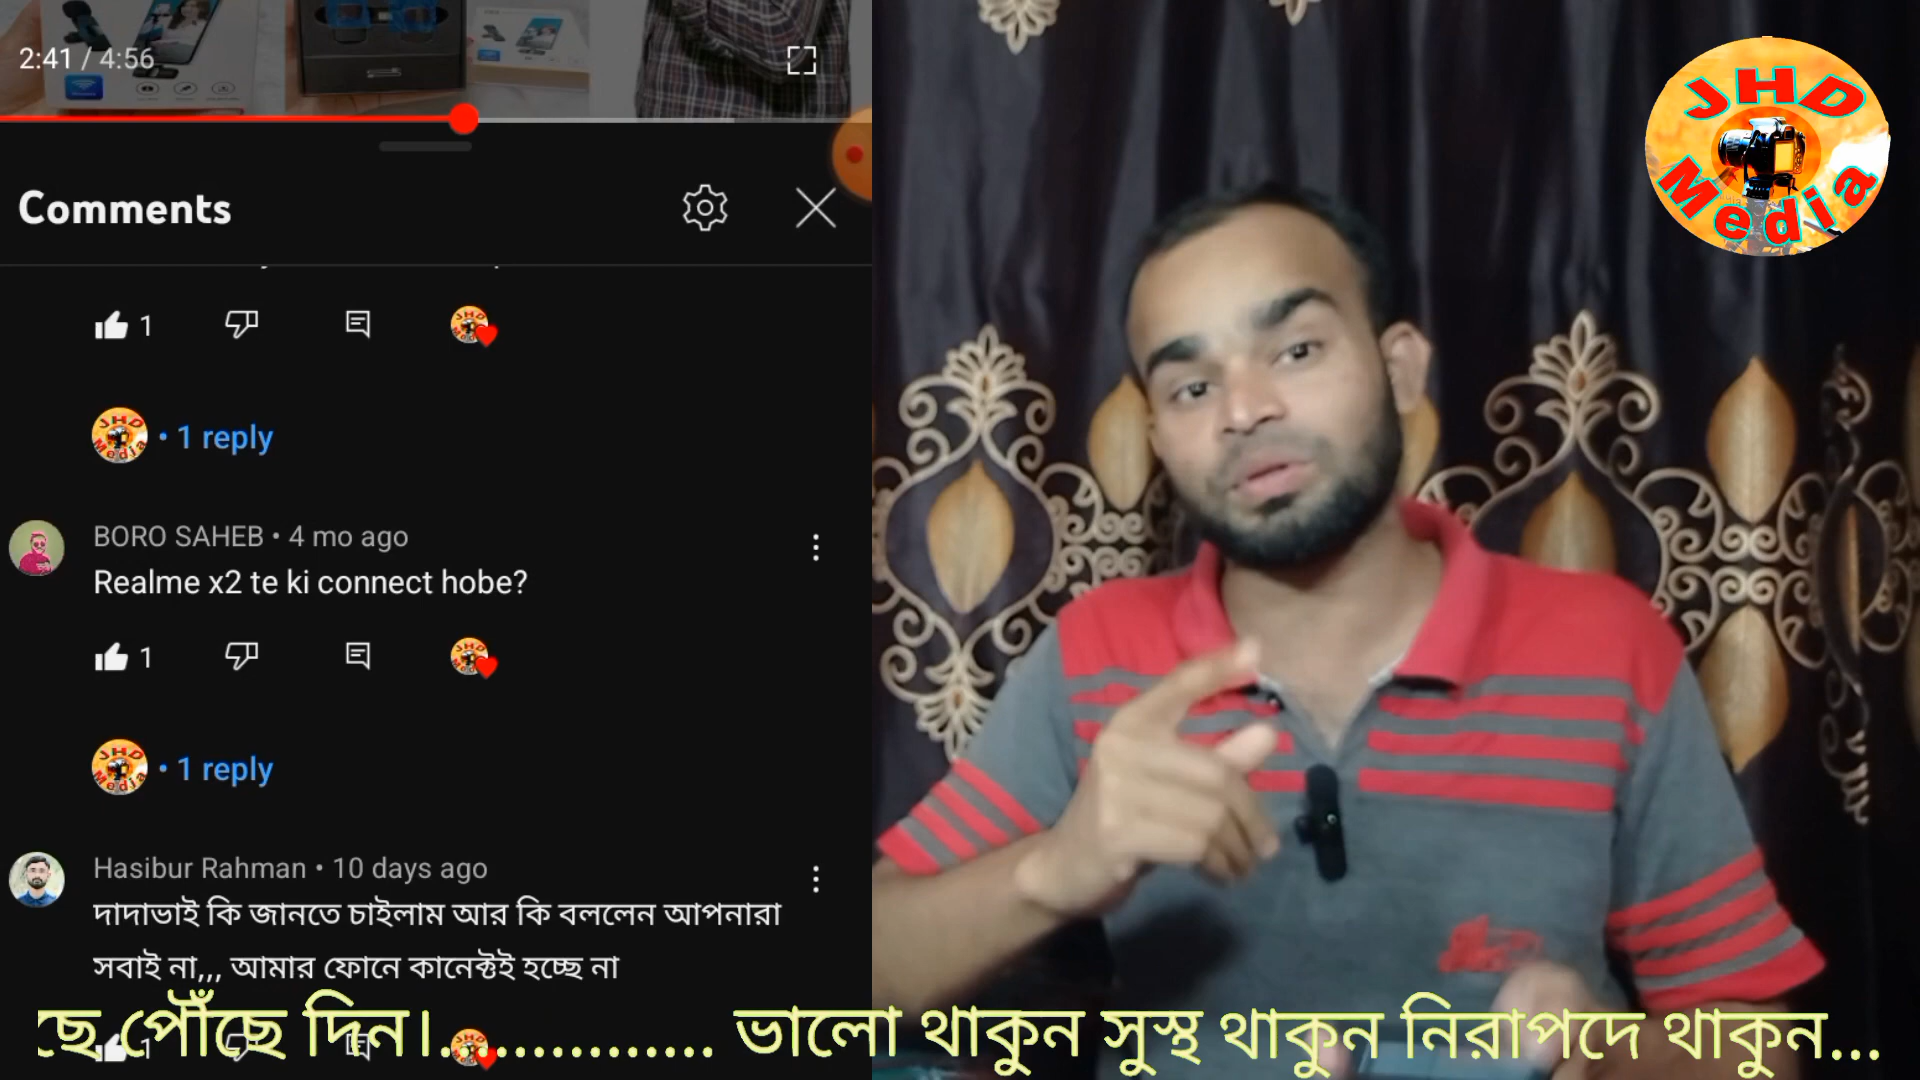 2:41 / 4:56
JHD
Media
Comments
1
• 1 reply
BORO SAHEB • 4 mo ago
Realme x2 te ki connect hobe?
1
• 1 reply
Hasibur Rahman • 10 days ago
দাদাভাই কি জানতে চাইলাম আর কি বললেন আপনারা
সবাই না,,, আমার ফোনে কানেক্টই হচ্ছে না
1
ছে পৌঁছে দিন।.............. ভালো থাকুন সুস্থ থাকুন নিরাপদে থাকুন...